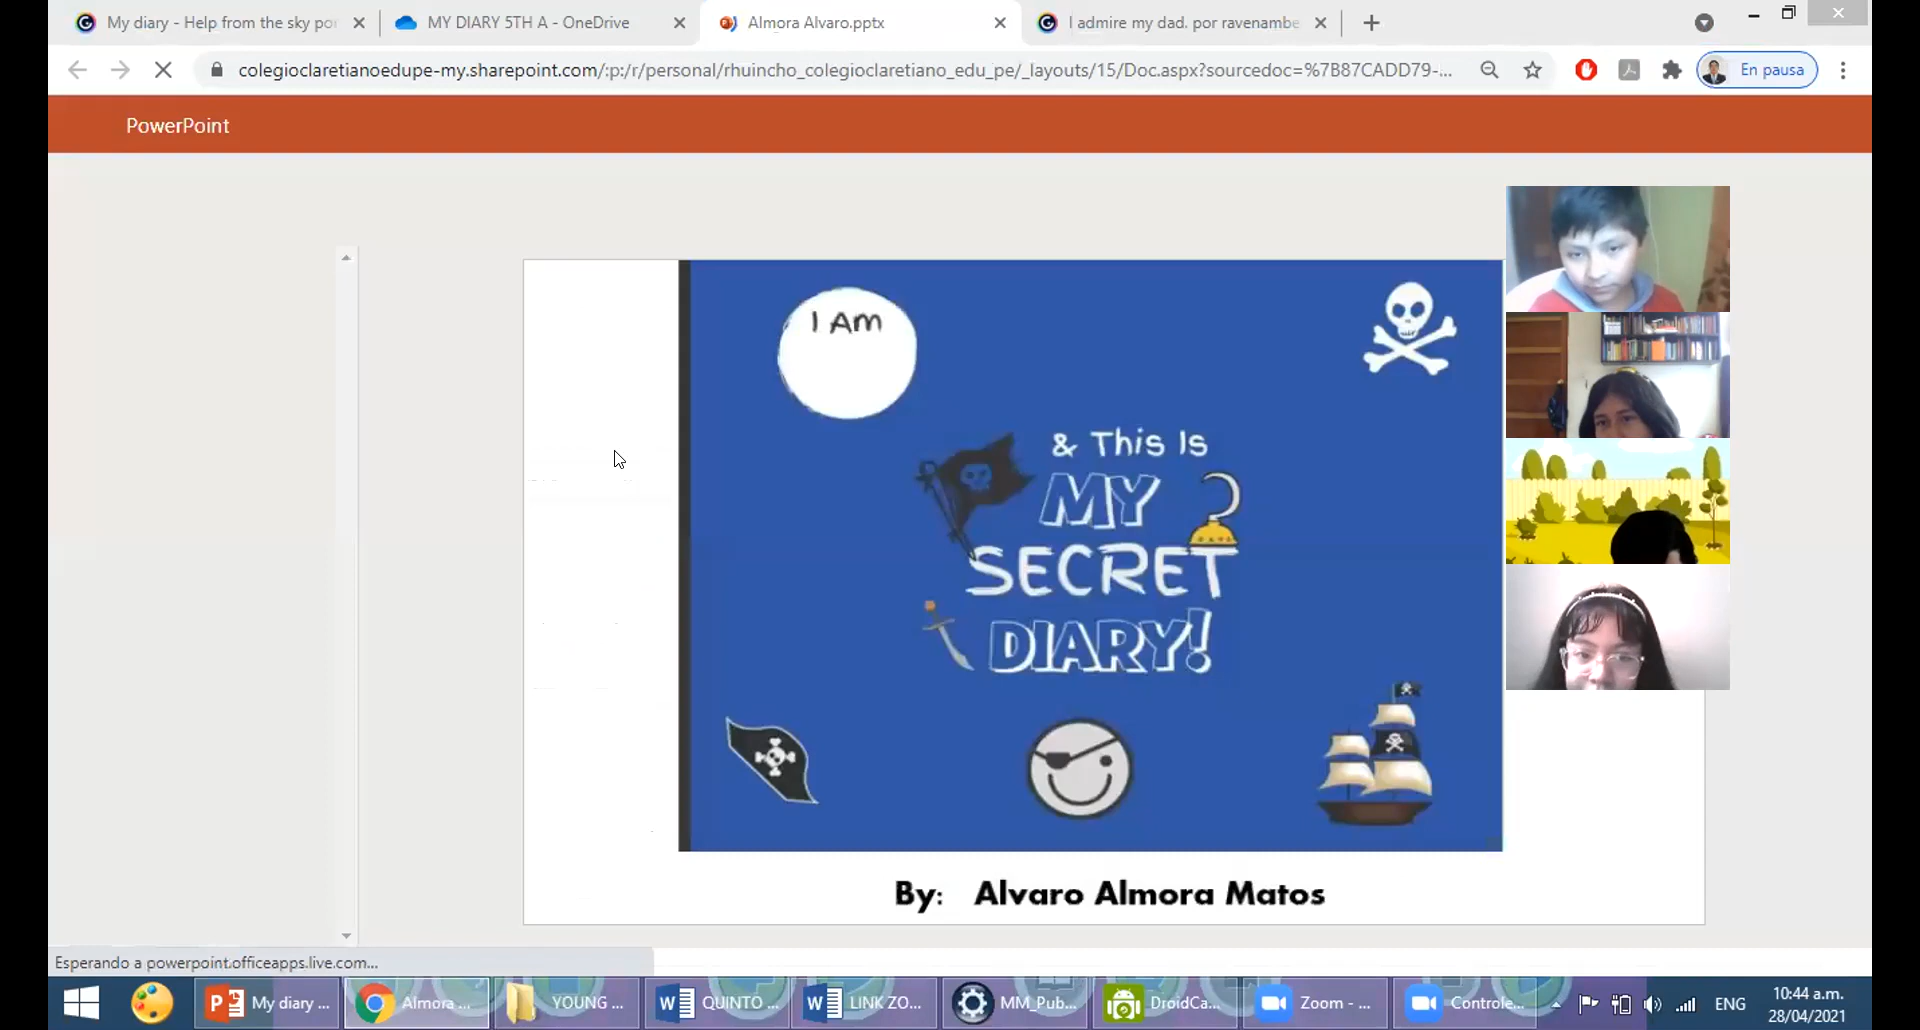 My diary - Help from the sky po
MY DIARY 5TH A - OneDrive
Almora Alvaro.pptx
I admire my dad. por ravenambe
colegioclaretianoedupe-my.sharepoint.com/:p:/r/personal/rhuincho_colegioclaretiano_edu_pe/_layouts/15/Doc.aspx?sourcedoc=%7B87CADD79-...
En pausa
PowerPoint
I AM
& This Is
MY
SECRET
DIARY!
By: Alvaro Almora Matos
Esperando a powerpoint.officeapps.live.com...
My diary ...
Almora ...
YOUNG ...
QUINTO ...
LINK ZO...
MM_Pub...
DroidCa...
Zoom - ...
Controle...
ENG
10:44 a.m.
28/04/2021